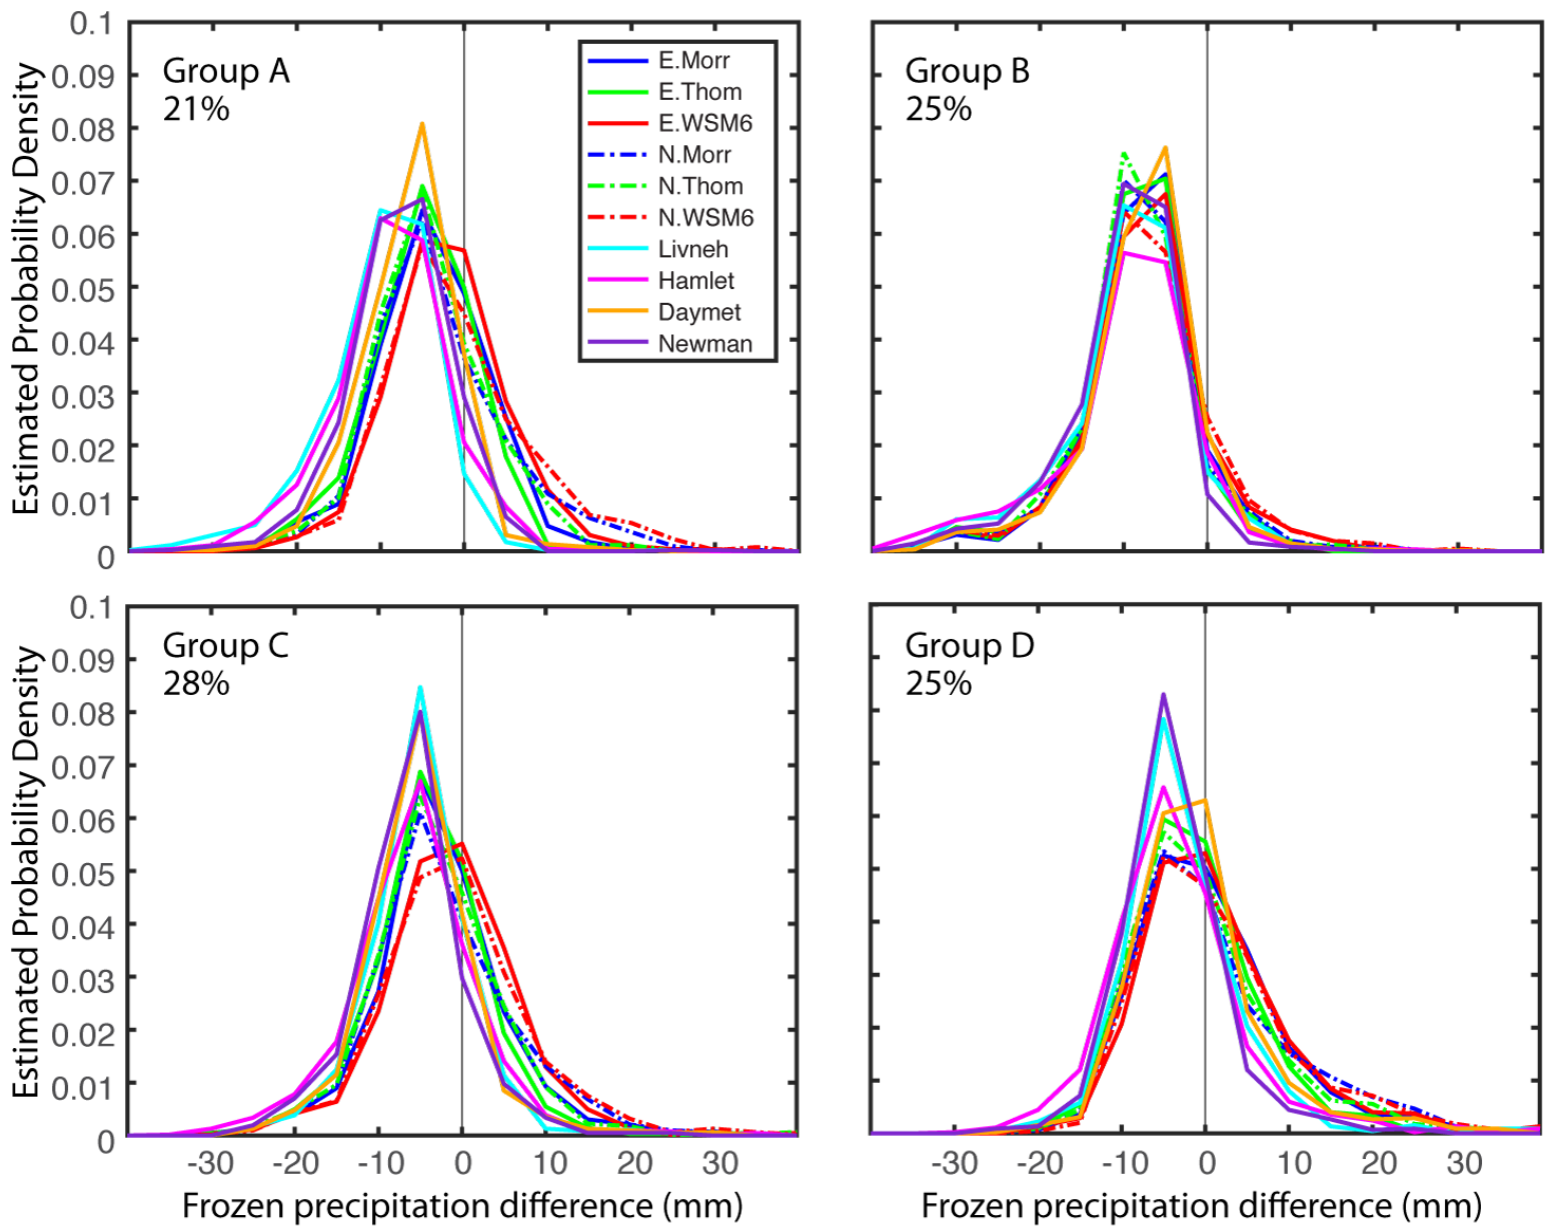 0.1
0.09
0.08
0.07
0.06
0.05
0.04
0.03
0.02
0.01
0
Estimated Probability Density
Group A
21%
E.Morr
E.Thom
E.WSM6
N.Morr
N.Thom
N.WSM6
Livneh
Hamlet
Daymet
Newman
Group B
25%
0.1
0.09
0.08
0.07
0.06
0.05
0.04
0.03
0.02
0.01
0
Estimated Probability Density
Group C
28%
-30 -20 -10 0 10 20 30
Frozen precipitation difference (mm)
Group D
25%
-30 -20 -10 0 10 20 30
Frozen precipitation difference (mm)